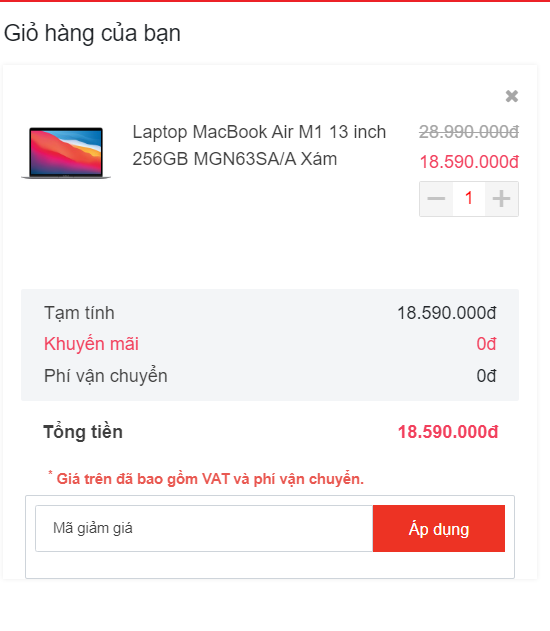 Giỏ hàng của bạn
Laptop MacBook Air M1 13 inch
256GB MGN63SA/A Xám
28.990.000đ
18.590.000đ
1
Tạm tính 18.590.000đ
Khuyến mãi 0đ
Phí vận chuyển 0đ
Tổng tiền 18.590.000đ
* Giá trên đã bao gồm VAT và phí vận chuyển.
Mã giảm giá Áp dụng